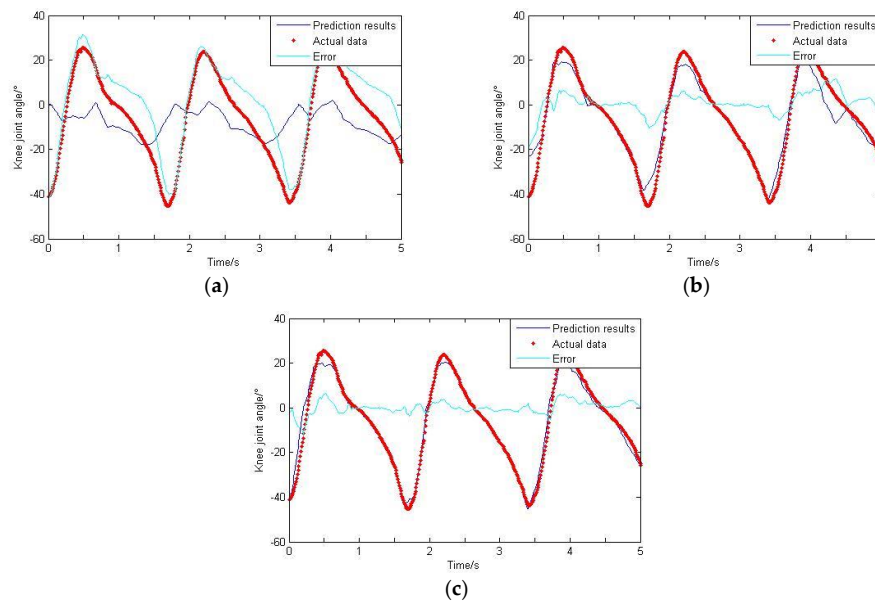 40
20
0
-20
-40
-60
Knee joint angle/°
0
1
2
3
4
5
Time/s
Prediction results
Actual data
Error
(a)
40
20
0
-20
-40
-60
Knee joint angle/°
0
1
2
3
4
Time/s
Prediction results
Actual data
Error
(b)
40
20
0
-20
-40
-60
Knee joint angle/°
0
1
2
3
4
5
Time/s
Prediction results
Actual data
Error
(c)